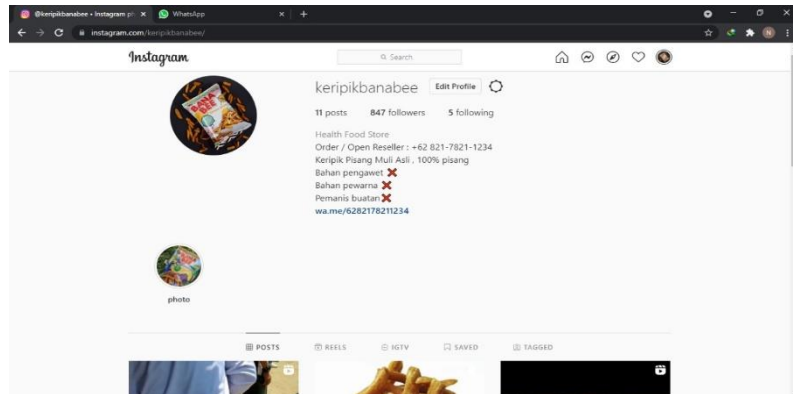 @keripikbanabee • Instagram ph
WhatsApp
instagram.com/keripikbanabee/
Instagram
Search
keripikbanabee Edit Profile
11 posts 847 followers 5 following
Health Food Store
Order / Open Reseller : +62 821-7821-1234
Keripik Pisang Muli Asli , 100% pisang
Bahan pengawet ❌
Bahan pewarna ❌
Pemanis buatan❌
wa.me/6282178211234
BANA
BEE
photo
POSTS REELS IGTV SAVED TAGGED
N